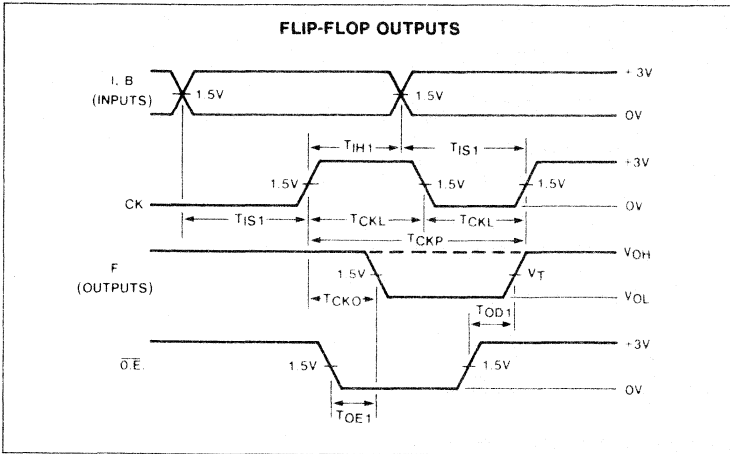 FLIP-FLOP OUTPUTS
I, B
(INPUTS)
1.5V
1.5V
+3V
0V
TIH1
TIS1
CK
1.5V
1.5V
1.5V
+3V
0V
TIS1
TCKL
TCKL
TCKP
F
(OUTPUTS)
1.5V
VOH
VT
VOL
TCKO
TOD1
O.E.
1.5V
1.5V
+3V
0V
TOE1